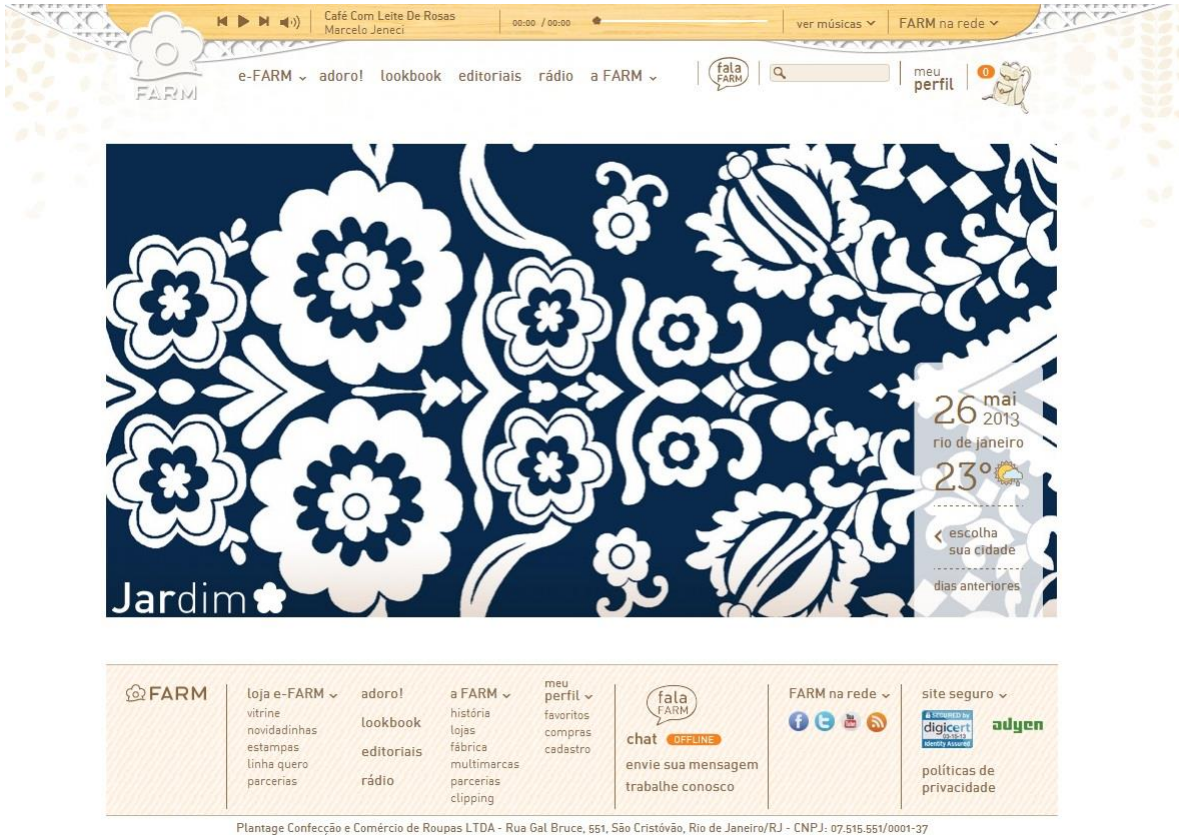 Café Com Leite De Rosas
Marcelo Jeneci
00:00 / 00:00
ver músicas
FARM na rede
FARM
e-FARM
adoro!
lookbook
editoriais
rádio
a FARM
fala
FARM
meu
perfil
0
26 mai
2013
rio de janeiro
23°
escolha
sua cidade
dias anteriores
Jardim
FARM
loja e-FARM
vitrine
novidadinhas
estampas
linha quero
parcerias
adoro!
lookbook
editoriais
rádio
a FARM
história
lojas
fábrica
multimarcas
parcerias
clipping
meu
perfil
favoritos
compras
cadastro
fala
FARM
chat OFFLINE
envie sua mensagem
trabalhe conosco
FARM na rede
site seguro
SECURED by
digicert
Identity Assured
adyen
políticas de
privacidade
Plantage Confecção e Comércio de Roupas LTDA - Rua Gal Bruce, 551, São Cristóvão, Rio de Janeiro/RJ - CNPJ: 07.515.551/0001-37